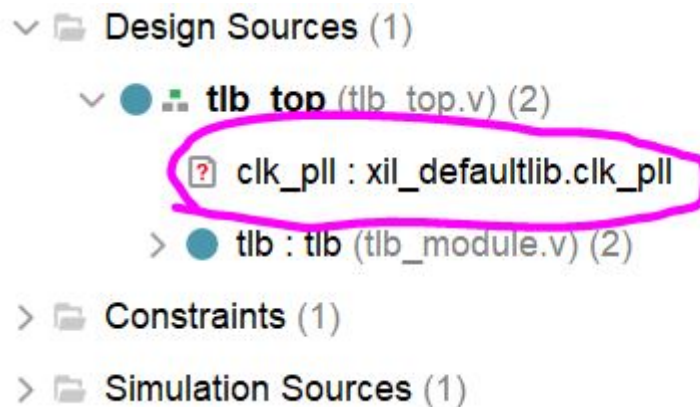 Design Sources (1)
tlb_top (tlb_top.v) (2)
? clk_pll : xil_defaultlib.clk_pll
tlb : tlb (tlb_module.v) (2)
Constraints (1)
Simulation Sources (1)